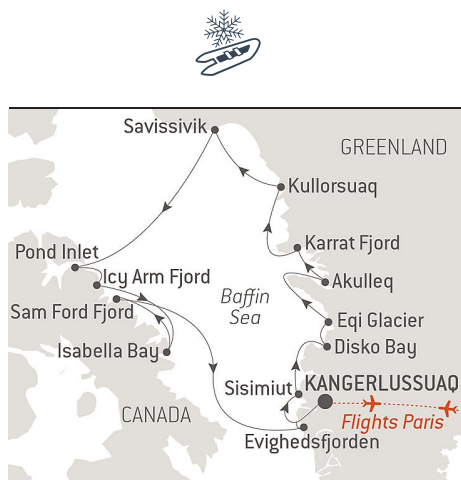 Savissivik
GREENLAND
Kullorsuaq
Karrat Fjord
Pond Inlet
Icy Arm Fjord
Akulleq
Baffin
Sea
Sam Ford Fjord
Eqi Glacier
Disko Bay
Isabella Bay
Sisimiut
KANGERLUSSUAQ
CANADA
Flights Paris
Evighedsfjorden